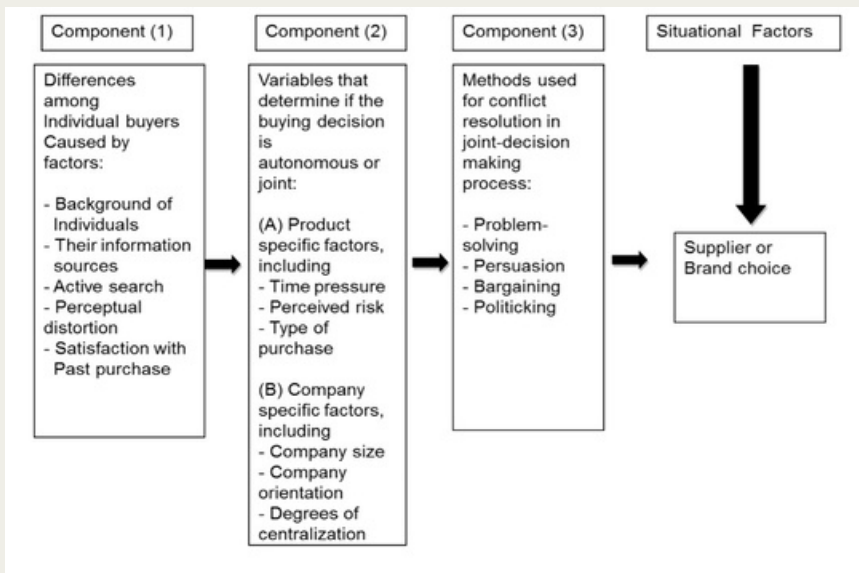 Component (1)
Differences
among
Individual buyers
Caused by
factors:
- Background of
Individuals
- Their information
sources
- Active search
- Perceptual
distortion
- Satisfaction with
Past purchase
Component (2)
Variables that
determine if the
buying decision
is
autonomous or
joint:
(A) Product
specific factors,
including
- Time pressure
- Perceived risk
- Type of
purchase
(B) Company
specific factors,
including
- Company size
- Company
orientation
- Degrees of
centralization
Component (3)
Methods used
for conflict
resolution in
joint-decision
making
process:
- Problem-
solving
- Persuasion
- Bargaining
- Politicking
Situational Factors
Supplier or
Brand choice